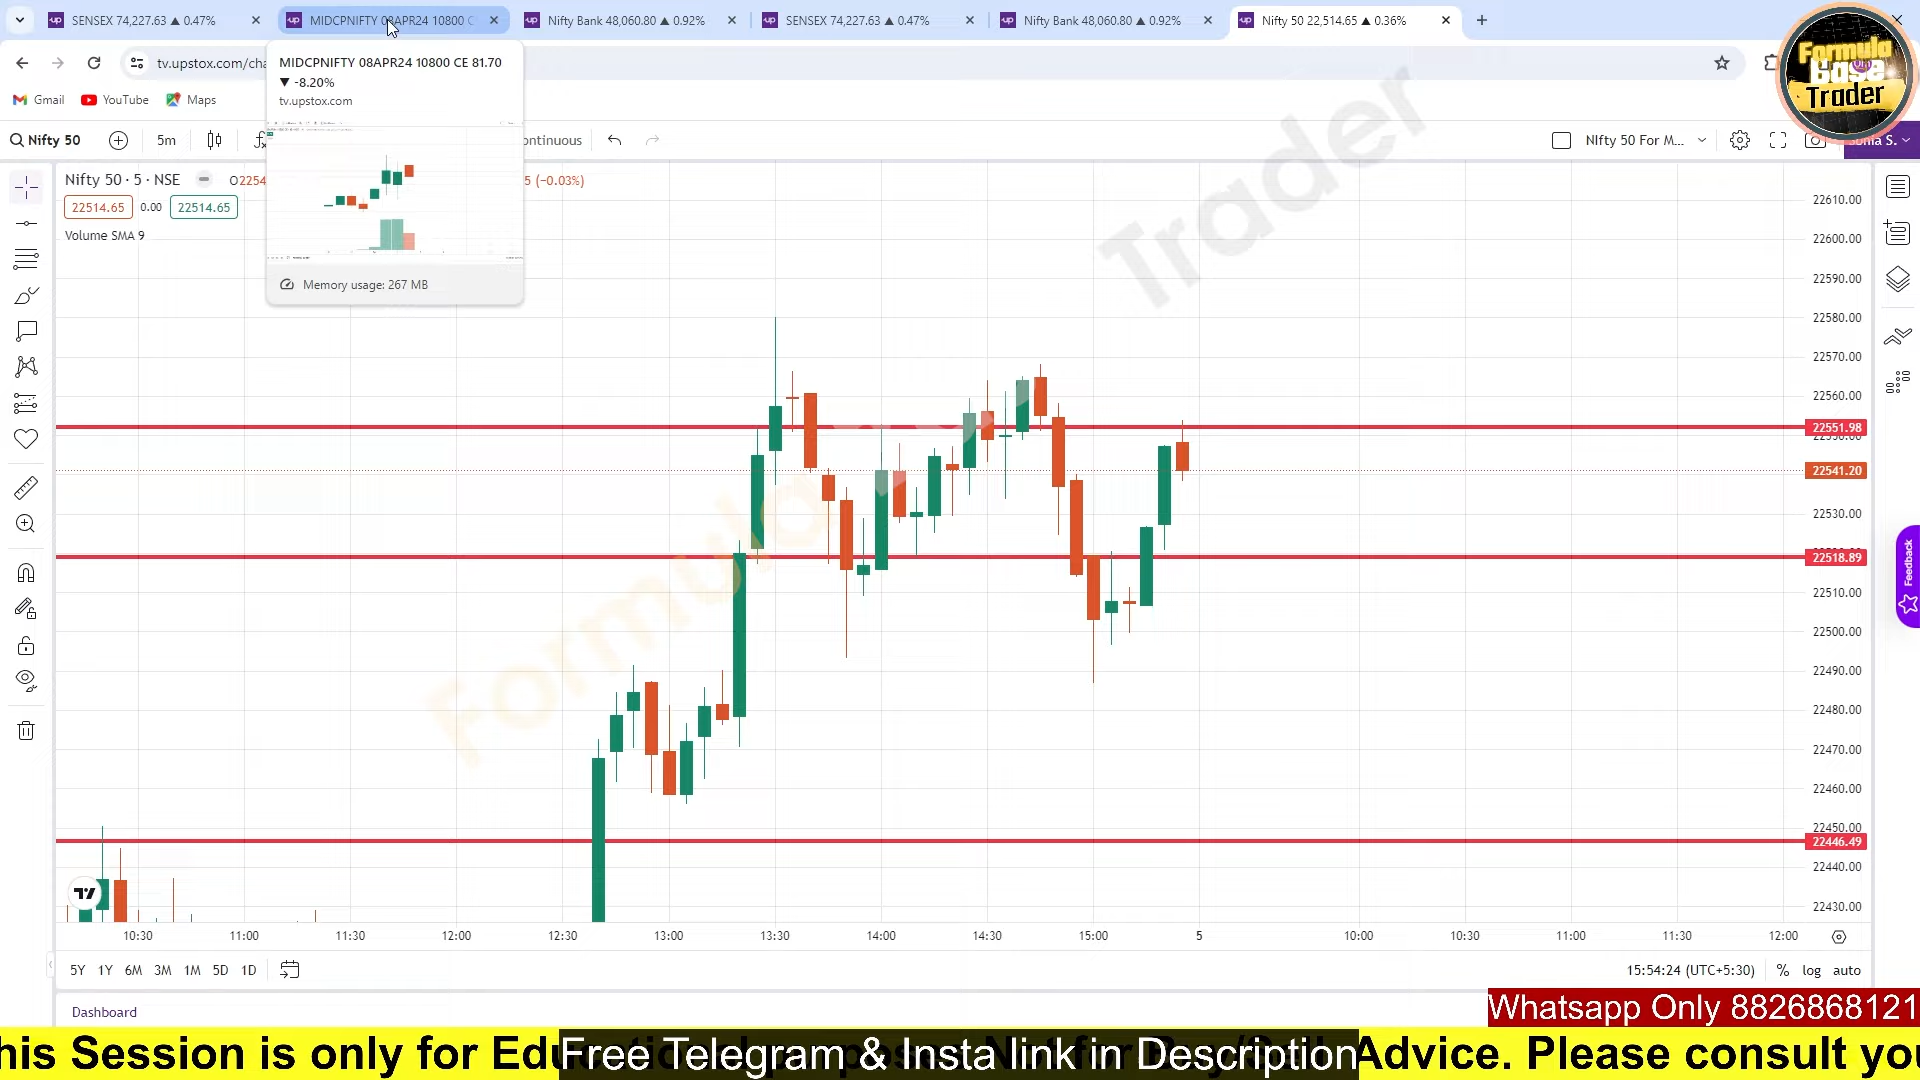 SENSEX 74,227.63 ▲ 0.47%
MIDCPNIFTY 08APR24 10800 C
Nifty Bank 48,060.80 ▲ 0.92%
SENSEX 74,227.63 ▲ 0.47%
Nifty Bank 48,060.80 ▲ 0.92%
Nifty 50 22,514.65 ▲ 0.36%
tv.upstox.com/cha
MIDCPNIFTY 08APR24 10800 CE 81.70
▼ -8.20%
tv.upstox.com
Memory usage: 267 MB
Gmail
YouTube
Maps
Formula
Base
Trader
Nifty 50
5m
ontinuous
NIfty 50 For M...
Sonia S.
Nifty 50 · 5 · NSE
O2254
5 (−0.03%)
22514.65
0.00
22514.65
Volume SMA 9
Formula
Trader
22610.00
22600.00
22590.00
22580.00
22570.00
22560.00
22551.98
22550.00
22541.20
22530.00
22518.89
22510.00
22500.00
22490.00
22480.00
22470.00
22460.00
22450.00
22446.49
22440.00
22430.00
Feedback
10:30
11:00
11:30
12:00
12:30
13:00
13:30
14:00
14:30
15:00
5
10:00
10:30
11:00
11:30
12:00
5Y 1Y 6M 3M 1M 5D 1D
15:54:24 (UTC+5:30)
% log auto
Dashboard
Whatsapp Only 8826868121
his Session is only for Edu
Free Telegram & Insta link in Description
Advice. Please consult you